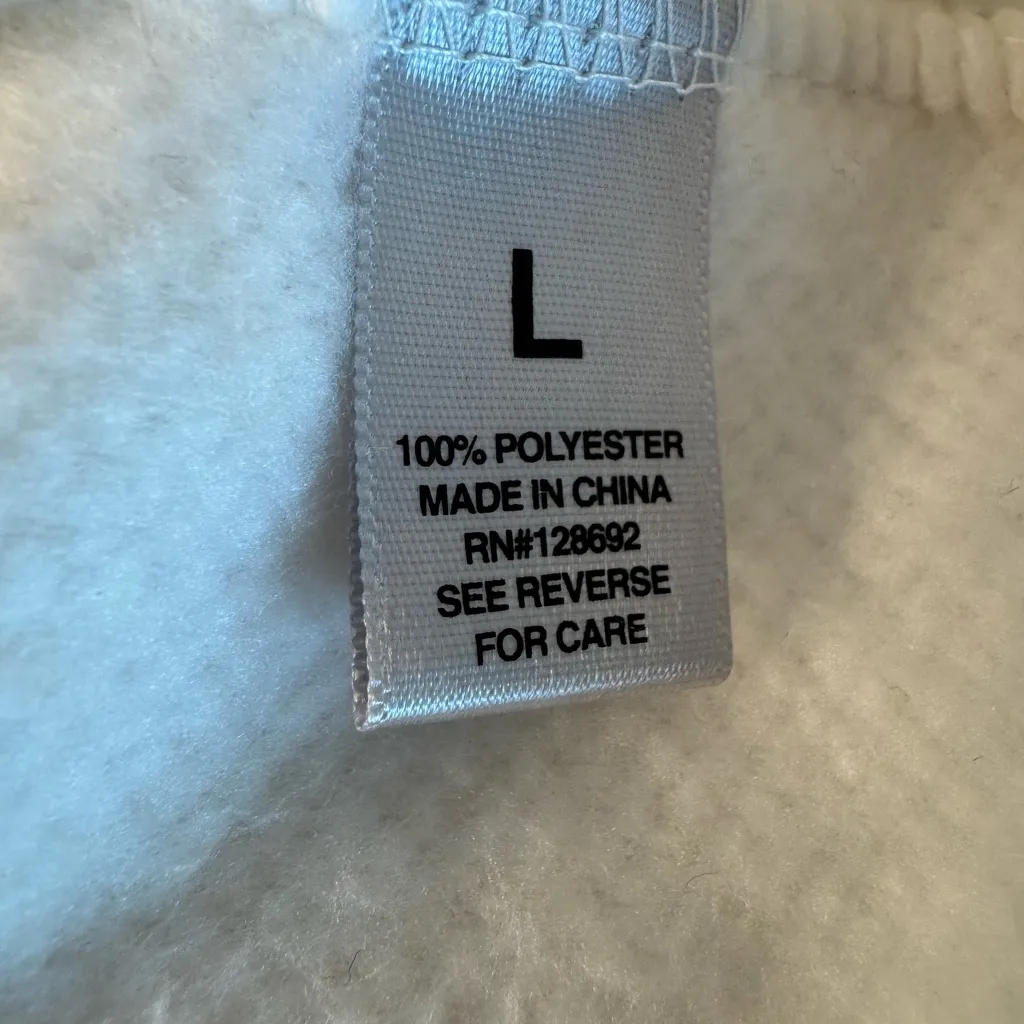 L
100% POLYESTER
MADE IN CHINA
RN#128692
SEE REVERSE
FOR CARE